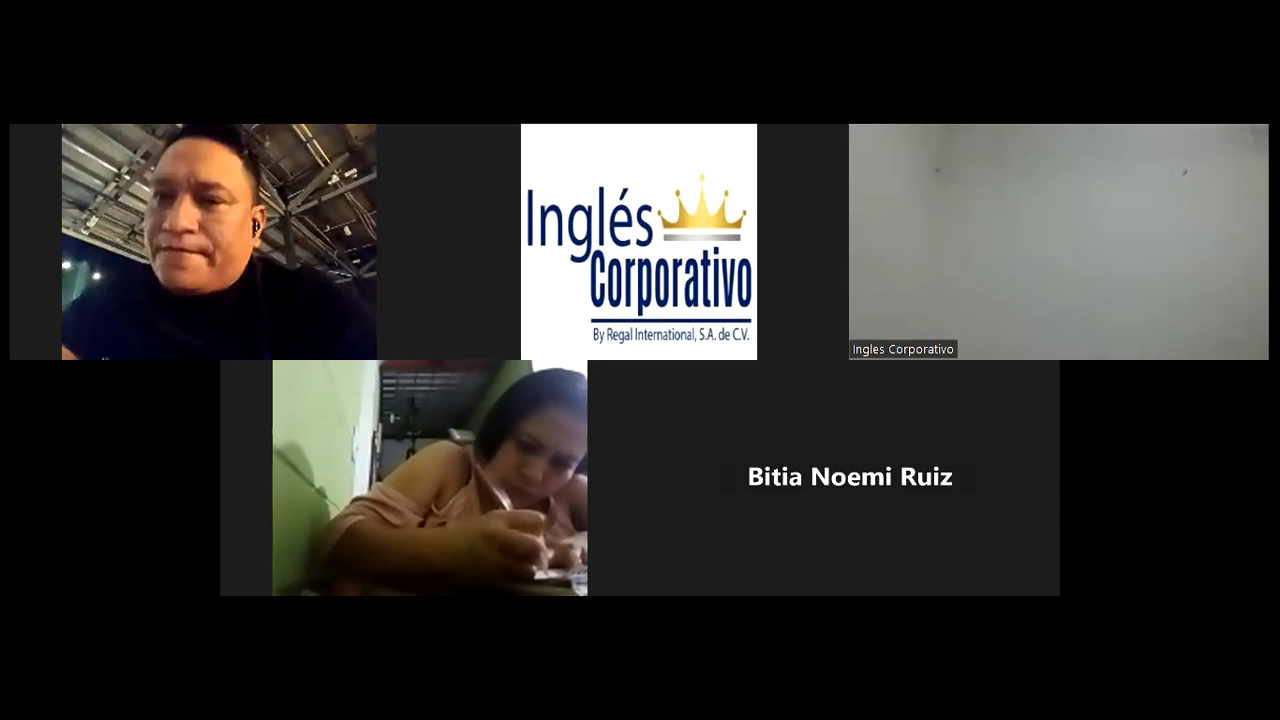 Inglés
Corporativo
By Regal International, S.A. de C.V.
Ingles Corporativo
Bitia Noemi Ruiz